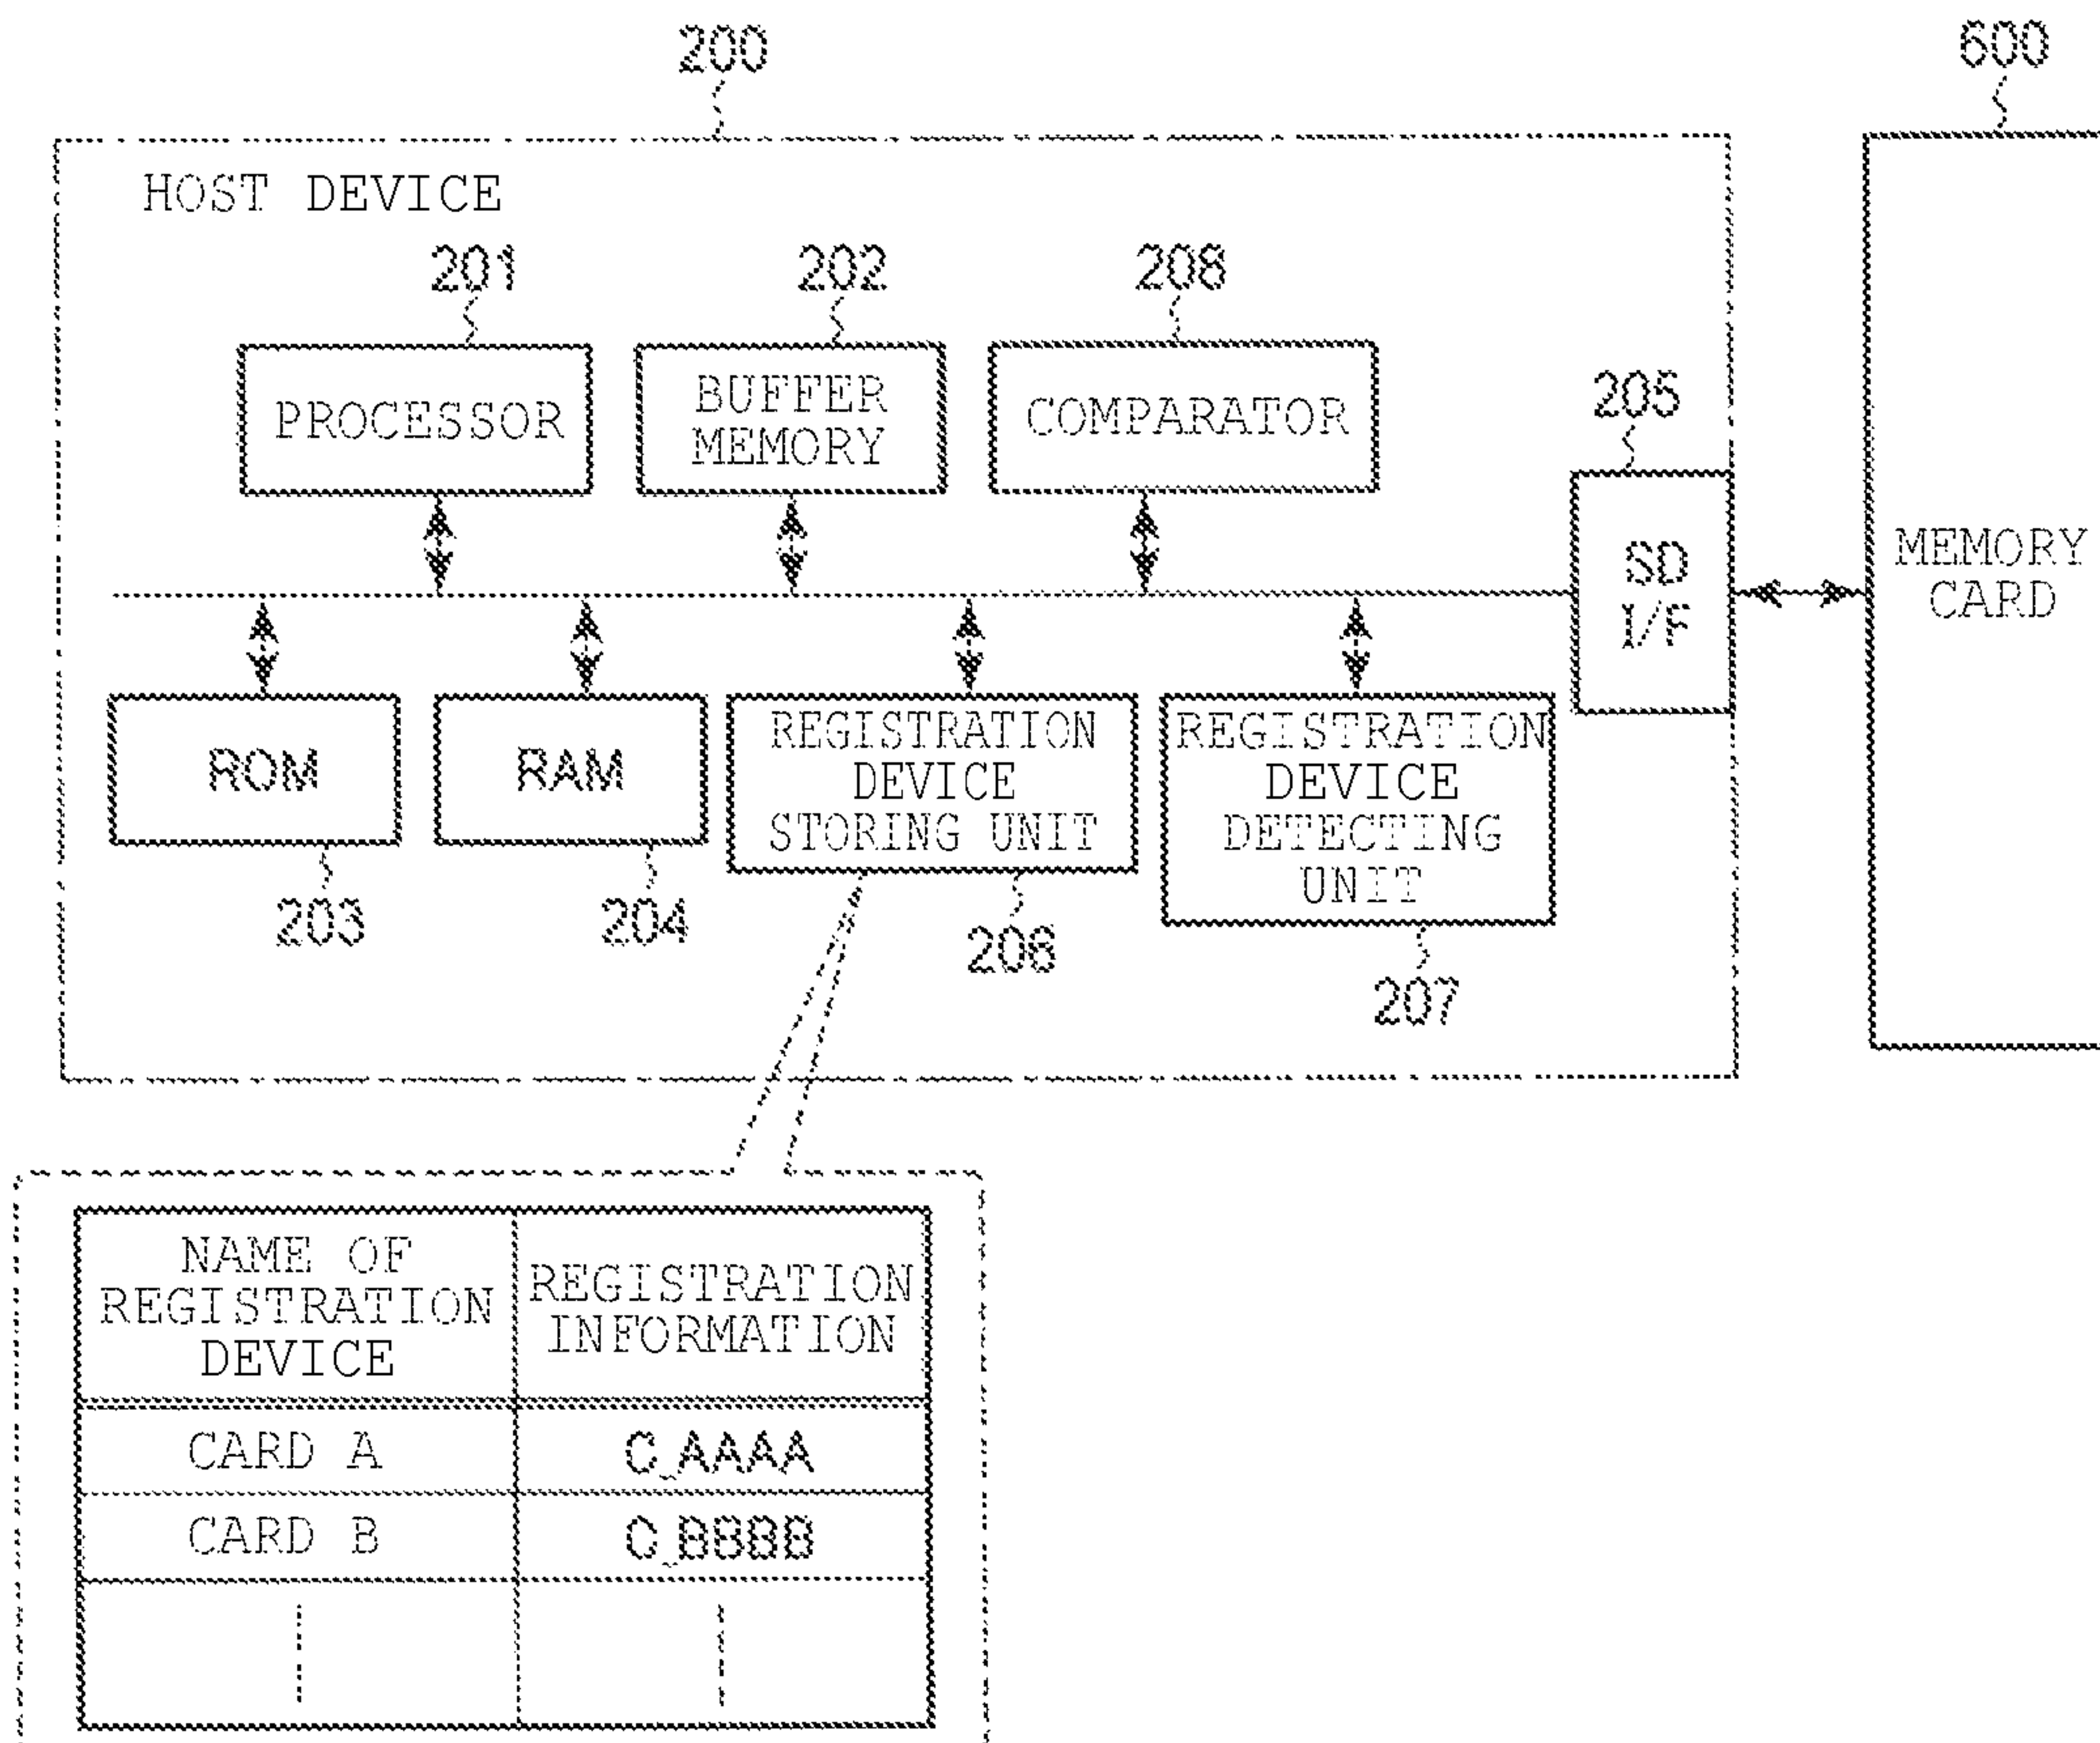 200
600
HOST DEVICE
201
202
208
PROCESSOR
BUFFER
MEMORY
COMPARATOR
205
SD
I/F
MEMORY
CARD
ROM
RAM
REGISTRATION
DEVICE
STORING UNIT
REGISTRATION
DEVICE
DETECTING
UNIT
203
204
206
207
NAME OF
REGISTRATION
DEVICE
REGISTRATION
INFORMATION
CARD A
C_AAAA
CARD B
C_BBBB